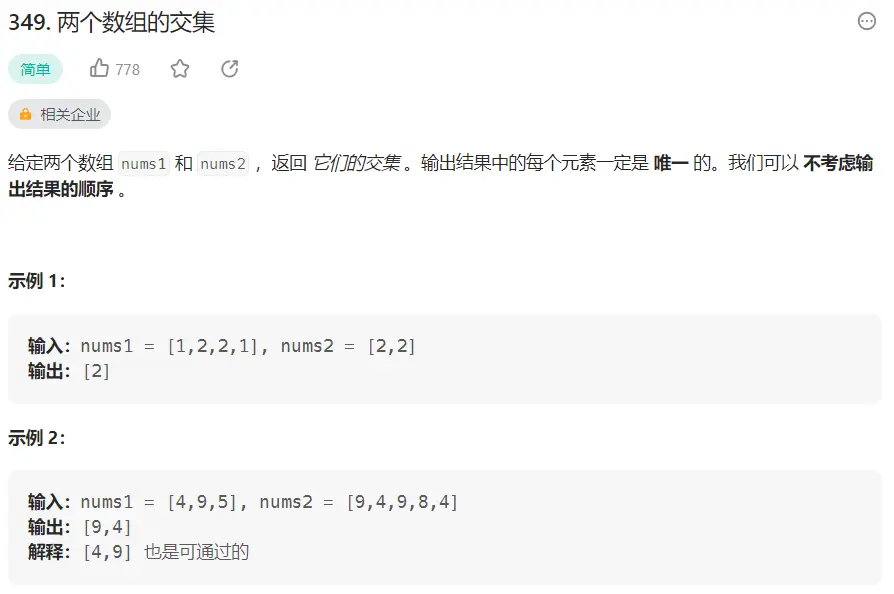 349. 两个数组的交集
简单 778
相关企业
给定两个数组 nums1 和 nums2 ，返回 它们的交集 。输出结果中的每个元素一定是 唯一 的。我们可以 不考虑输
出结果的顺序 。
示例 1：
输入：nums1 = [1,2,2,1], nums2 = [2,2]
输出：[2]
示例 2：
输入：nums1 = [4,9,5], nums2 = [9,4,9,8,4]
输出：[9,4]
解释：[4,9] 也是可通过的